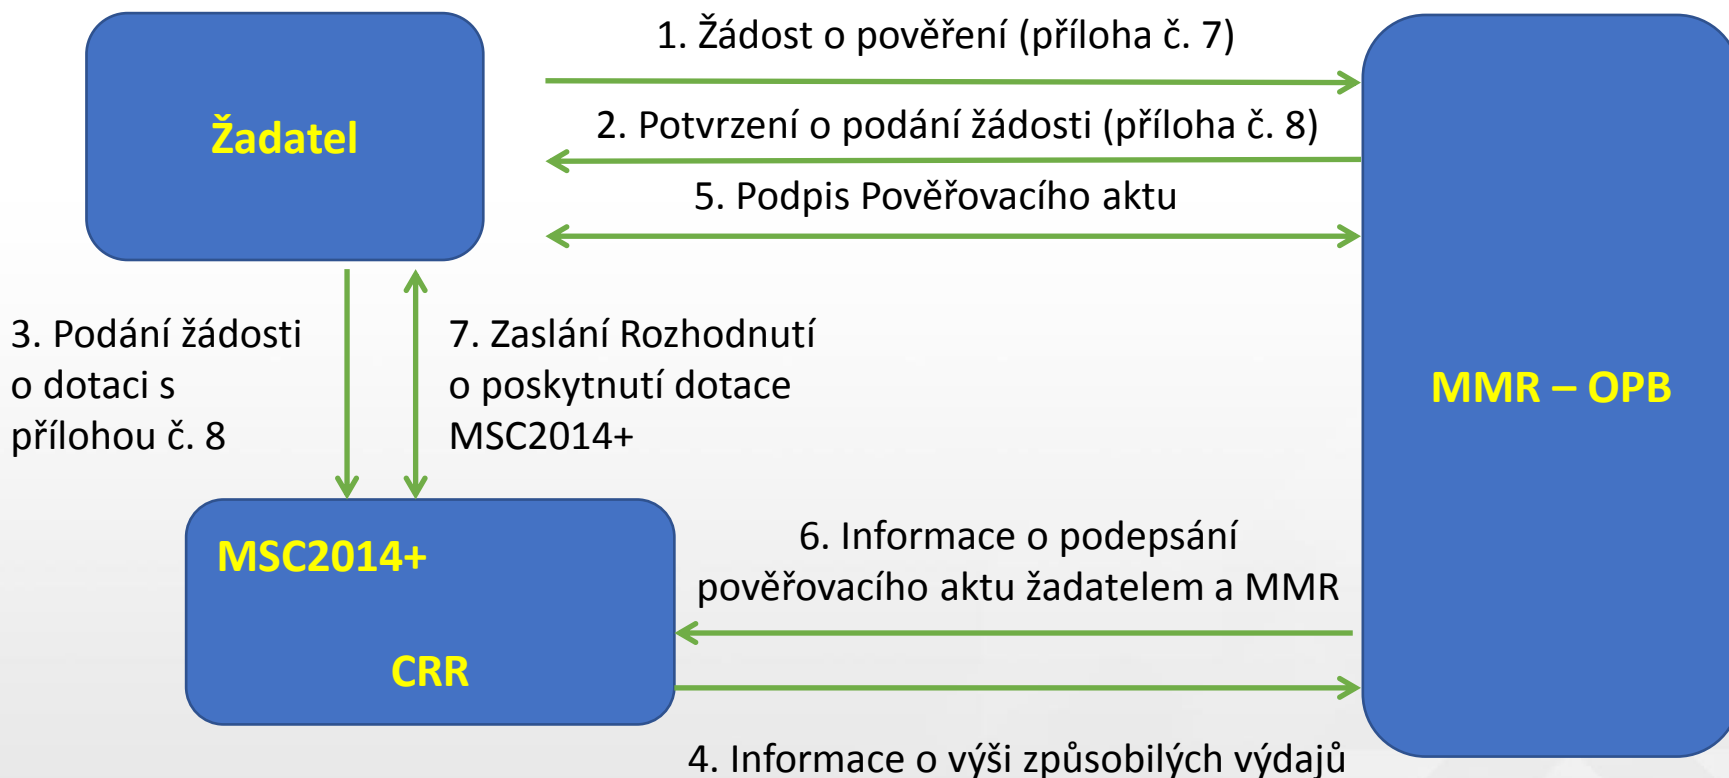 1. Žádost o pověření (příloha č. 7)
Žadatel
2. Potvrzení o podání žádosti (příloha č. 8)
5. Podpis Pověřovacího aktu
3. Podání žádosti
o dotaci s
přílohou č. 8
7. Zaslání Rozhodnutí
o poskytnutí dotace
MSC2014+
MMR – OPB
MSC2014+
CRR
6. Informace o podepsání
pověřovacího aktu žadatelem a MMR
4. Informace o výši způsobilých výdajů